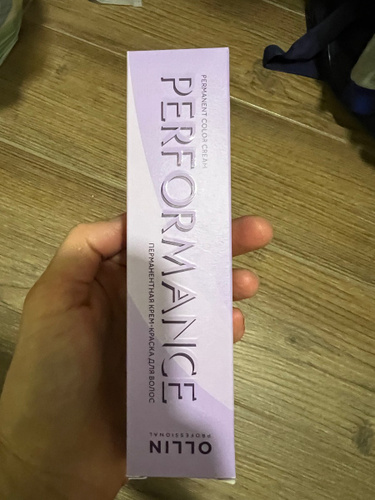 PERMANENT COLOR CREAM
PERFORMANCE
ПЕРМАНЕНТНАЯ КРЕМ-КРАСКА ДЛЯ ВОЛОС
OLLIN
PROFESSIONAL